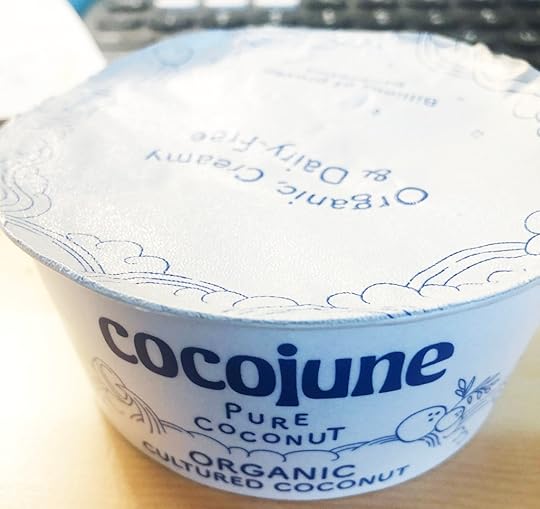 Organic, Creamy
& Dairy-Free
cocojune
PURE
COCONUT
ORGANIC
CULTURED COCONUT